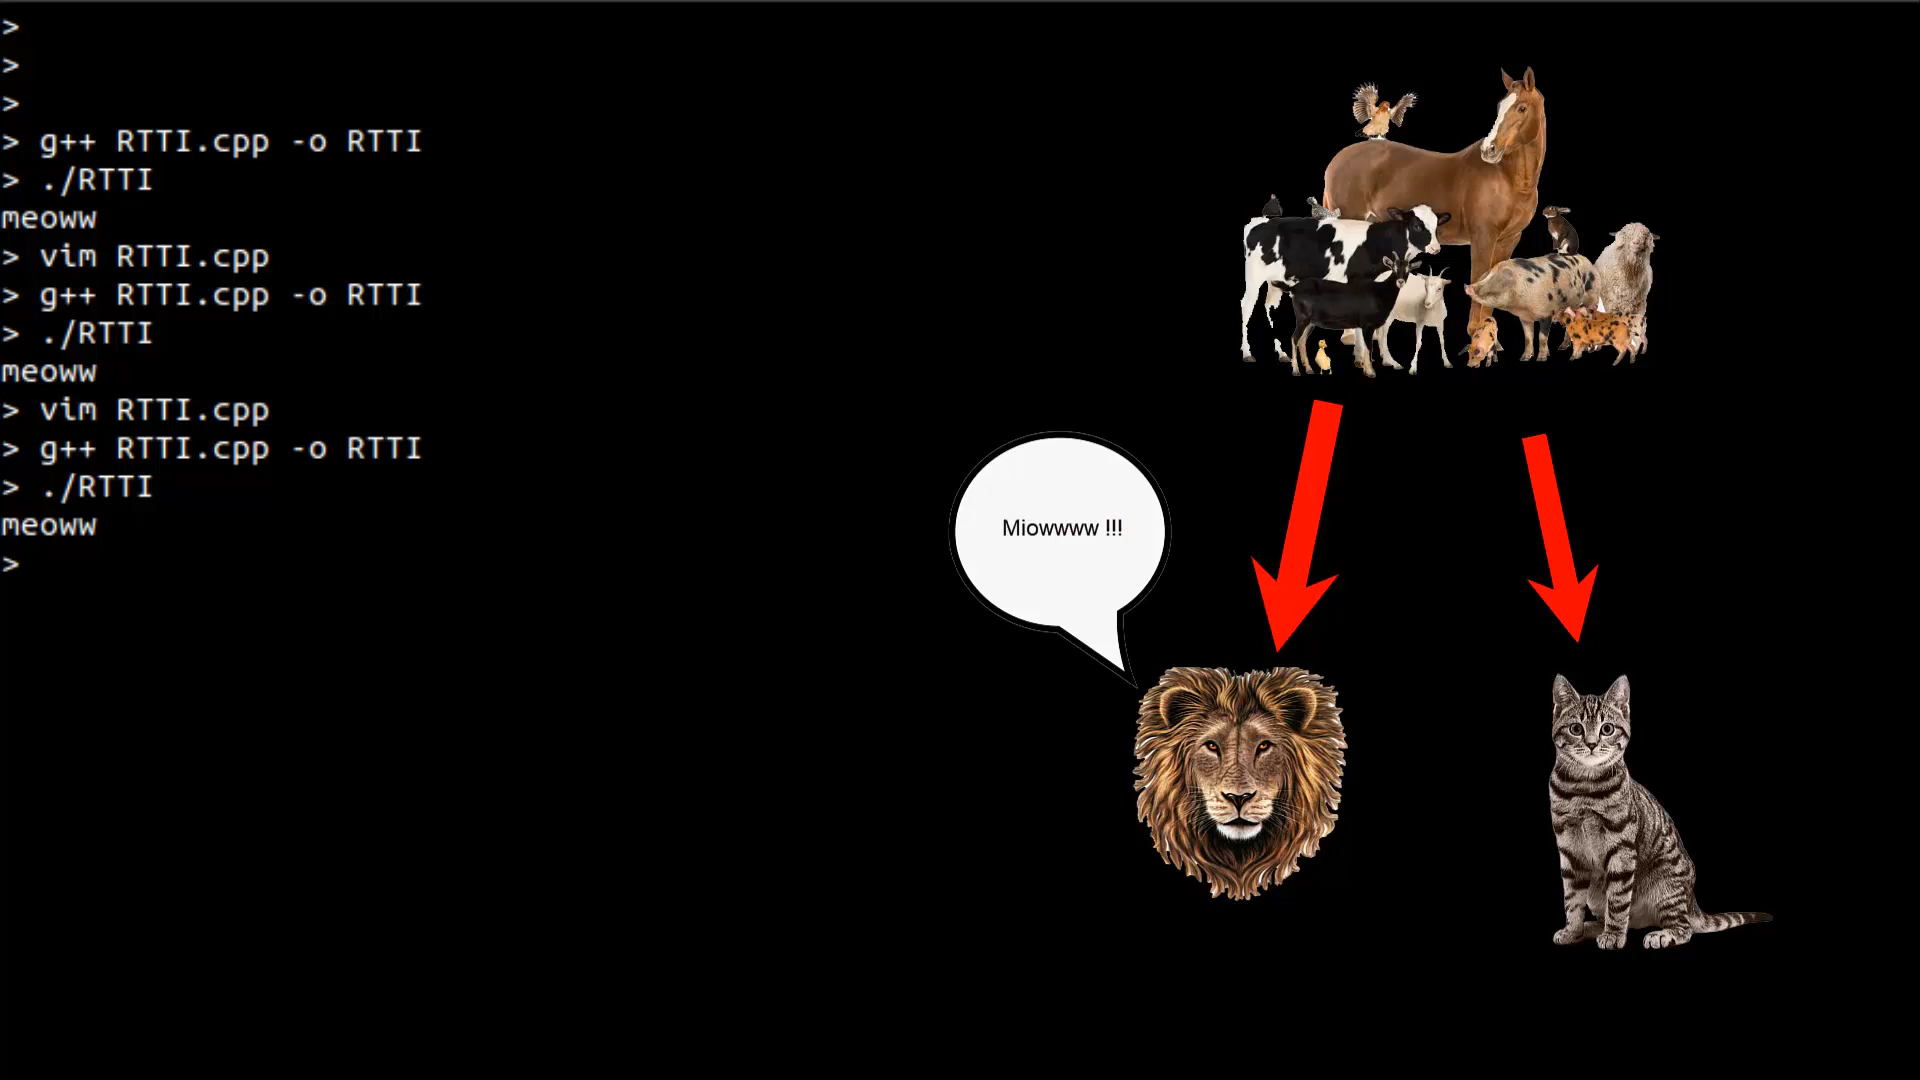 >
>
>
> g++ RTTI.cpp -o RTTI
> ./RTTI
meoww
> vim RTTI.cpp
> g++ RTTI.cpp -o RTTI
> ./RTTI
meoww
> vim RTTI.cpp
> g++ RTTI.cpp -o RTTI
> ./RTTI
meoww
>
Miowwww !!!